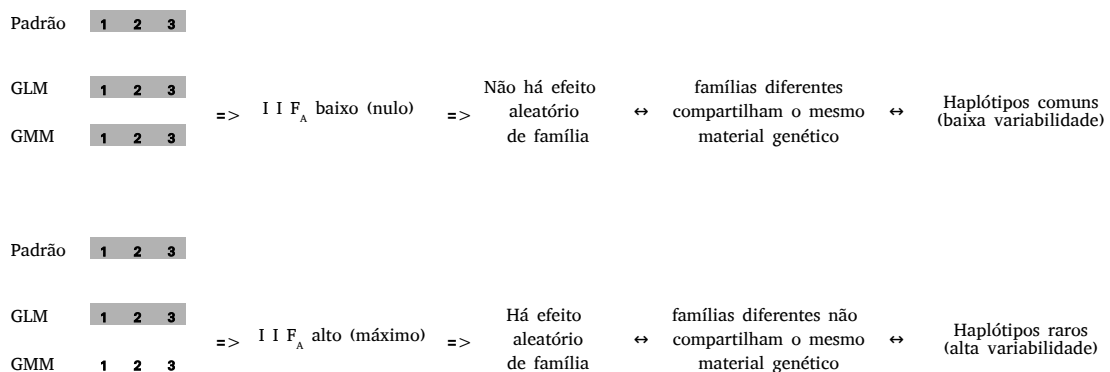 Padrão 1 2 3
GLM 1 2 3
GMM 1 2 3
=> I I F_A baixo (nulo) =>
Não há efeito
aleatório
de família
↔
famílias diferentes
compartilham o mesmo
material genético
↔
Haplótipos comuns
(baixa variabilidade)
Padrão 1 2 3
GLM 1 2 3
GMM 1 2 3
=> I I F_A alto (máximo) =>
Há efeito
aleatório
de família
↔
famílias diferentes não
compartilham o mesmo
material genético
↔
Haplótipos raros
(alta variabilidade)